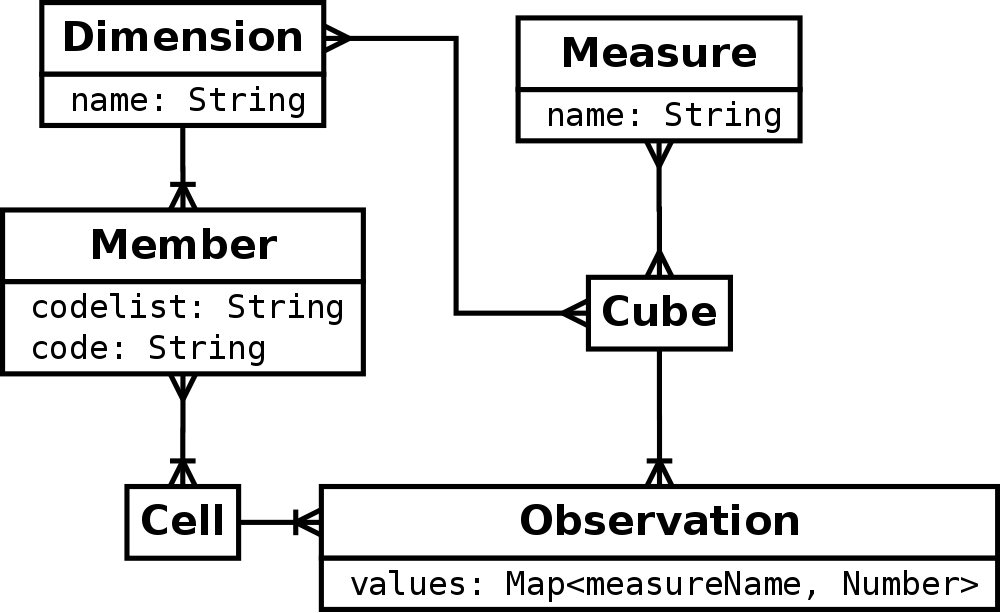 Dimension
name: String
Measure
name: String
Member
codelist: String
code: String
Cube
Cell
Observation
values: Map<measureName, Number>